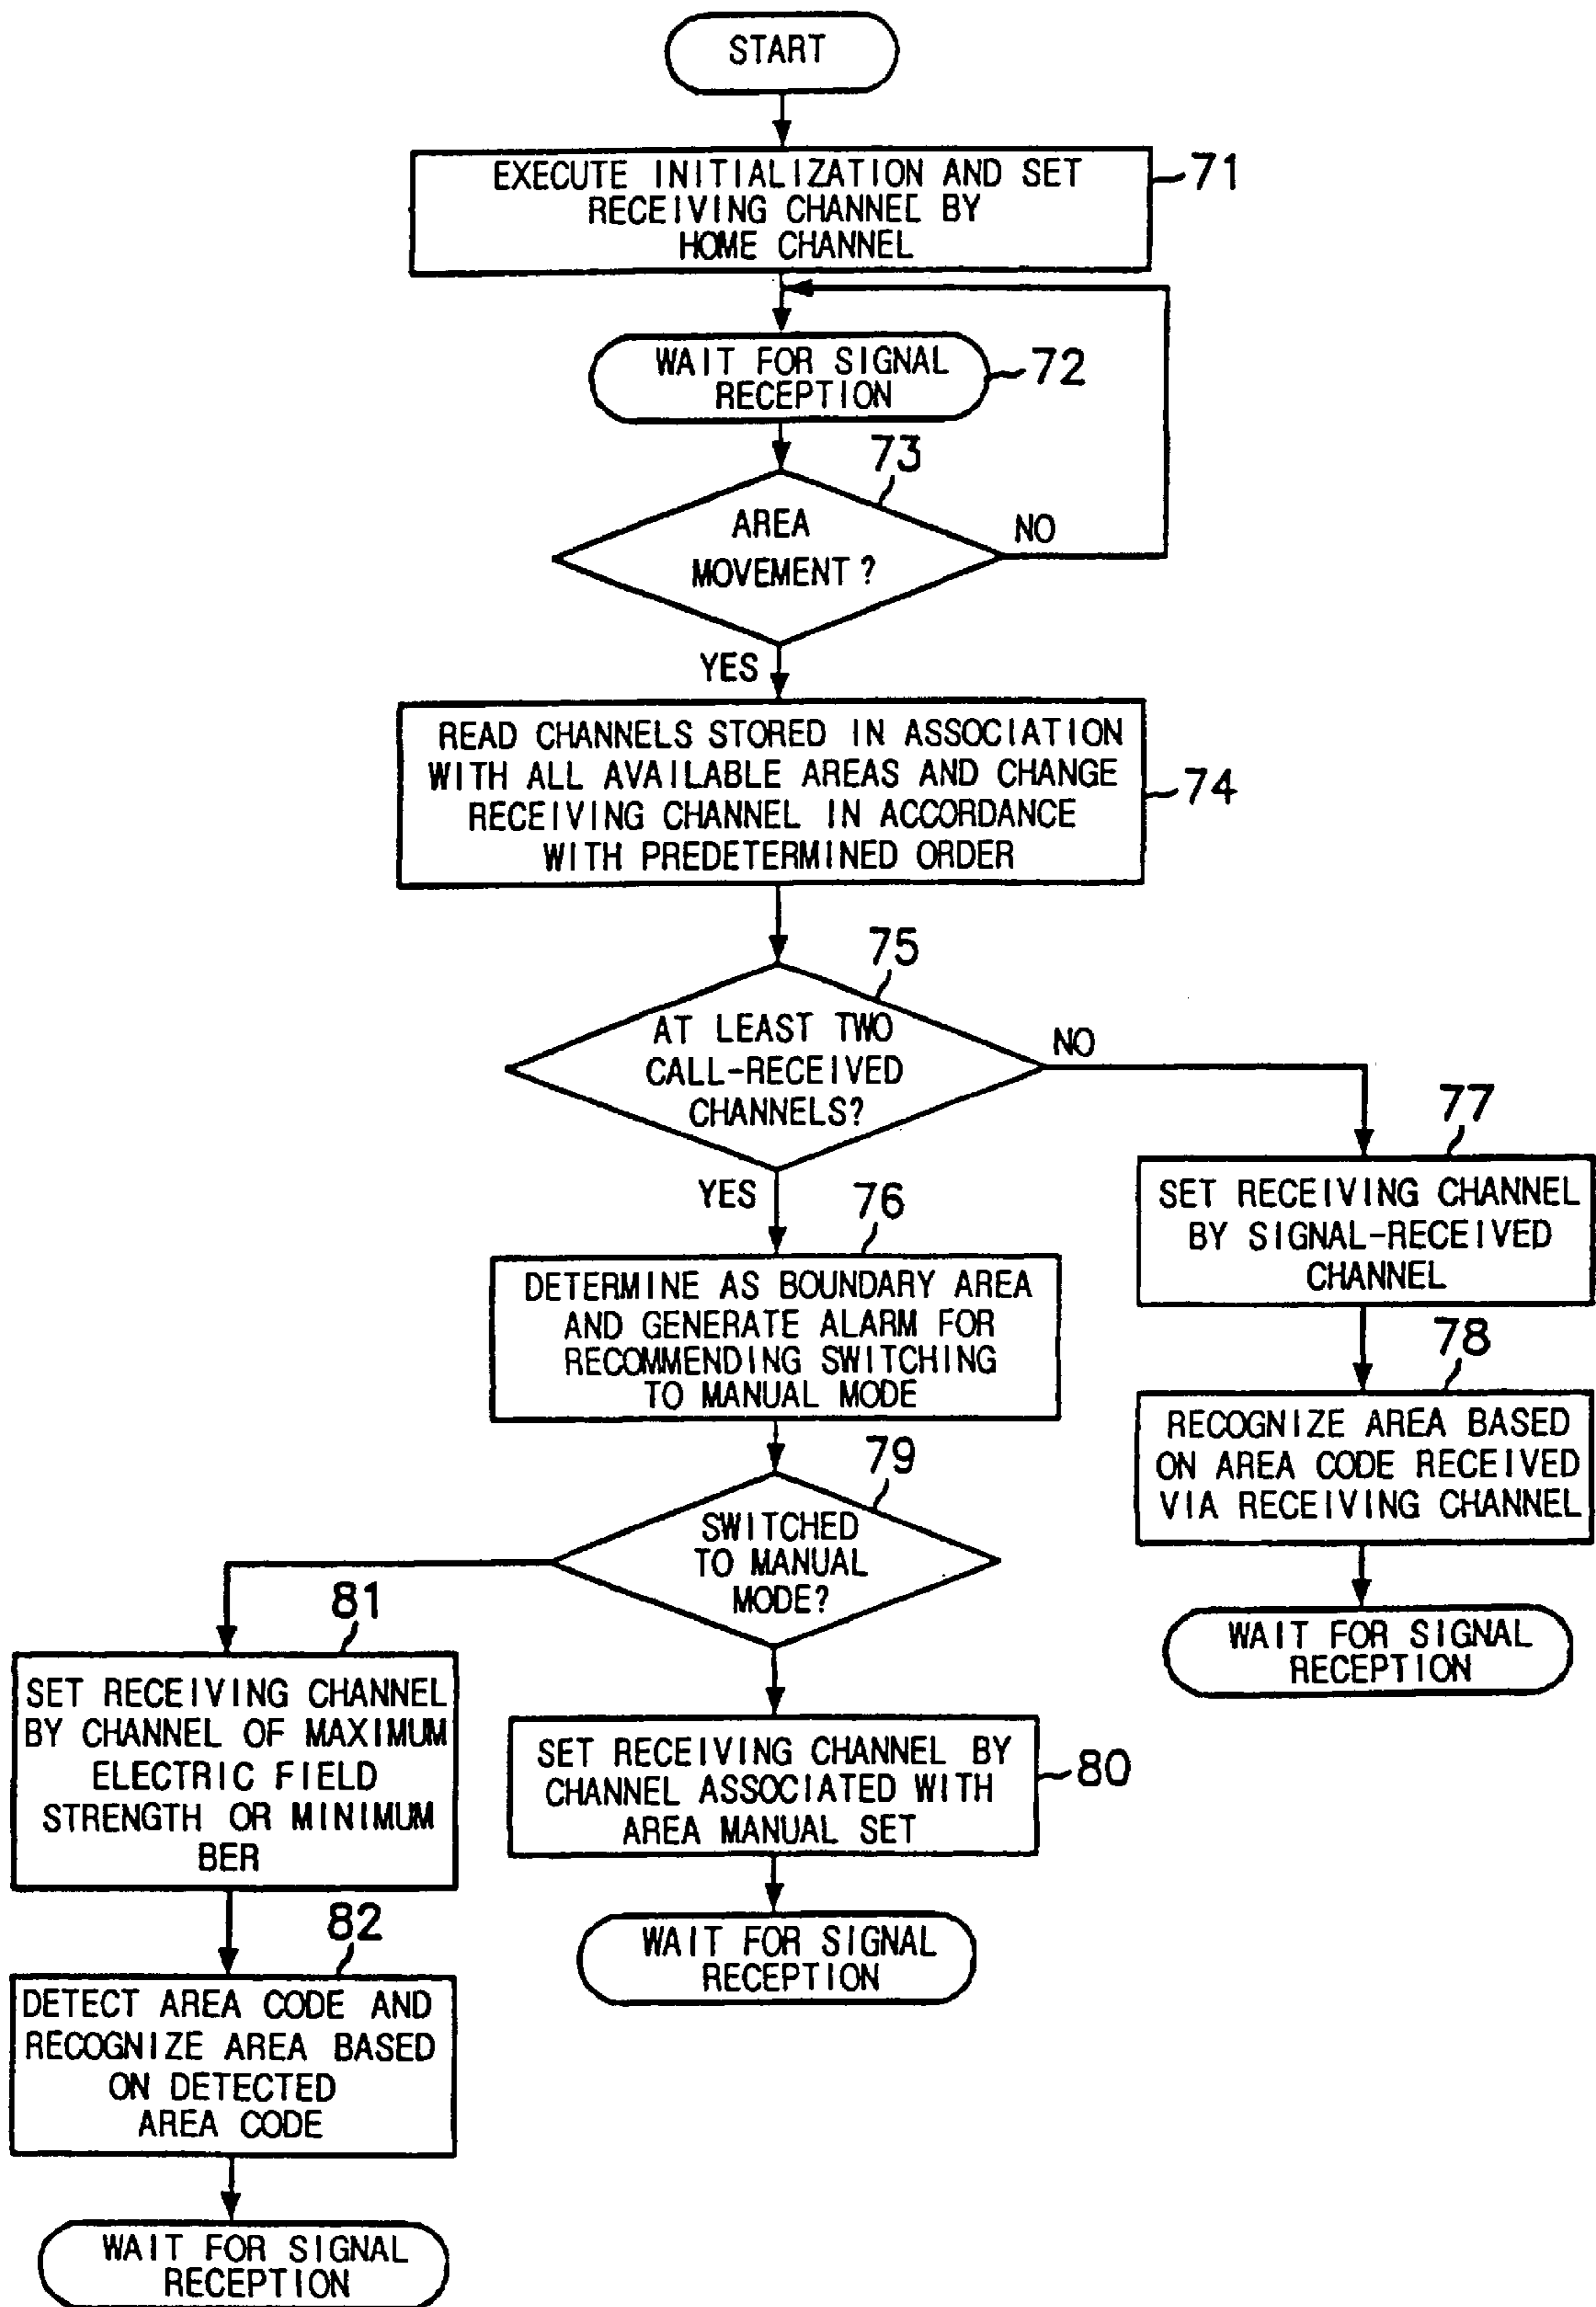 START
EXECUTE INITIALIZATION AND SET
RECEIVING CHANNEL BY
HOME CHANNEL
71
WAIT FOR SIGNAL
RECEPTION
72
73
AREA
MOVEMENT?
NO
YES
READ CHANNELS STORED IN ASSOCIATION
WITH ALL AVAILABLE AREAS AND CHANGE
RECEIVING CHANNEL IN ACCORDANCE
WITH PREDETERMINED ORDER
74
75
AT LEAST TWO
CALL-RECEIVED
CHANNELS?
NO
YES
76
DETERMINE AS BOUNDARY AREA
AND GENERATE ALARM FOR
RECOMMENDING SWITCHING
TO MANUAL MODE
77
SET RECEIVING CHANNEL
BY SIGNAL-RECEIVED
CHANNEL
78
RECOGNIZE AREA BASED
ON AREA CODE RECEIVED
VIA RECEIVING CHANNEL
WAIT FOR SIGNAL
RECEPTION
79
SWITCHED
TO MANUAL
MODE?
81
SET RECEIVING CHANNEL
BY CHANNEL OF MAXIMUM
ELECTRIC FIELD
STRENGTH OR MINIMUM
BER
SET RECEIVING CHANNEL BY
CHANNEL ASSOCIATED WITH
AREA MANUAL SET
80
WAIT FOR SIGNAL
RECEPTION
82
DETECT AREA CODE AND
RECOGNIZE AREA BASED
ON DETECTED
AREA CODE
WAIT FOR SIGNAL
RECEPTION